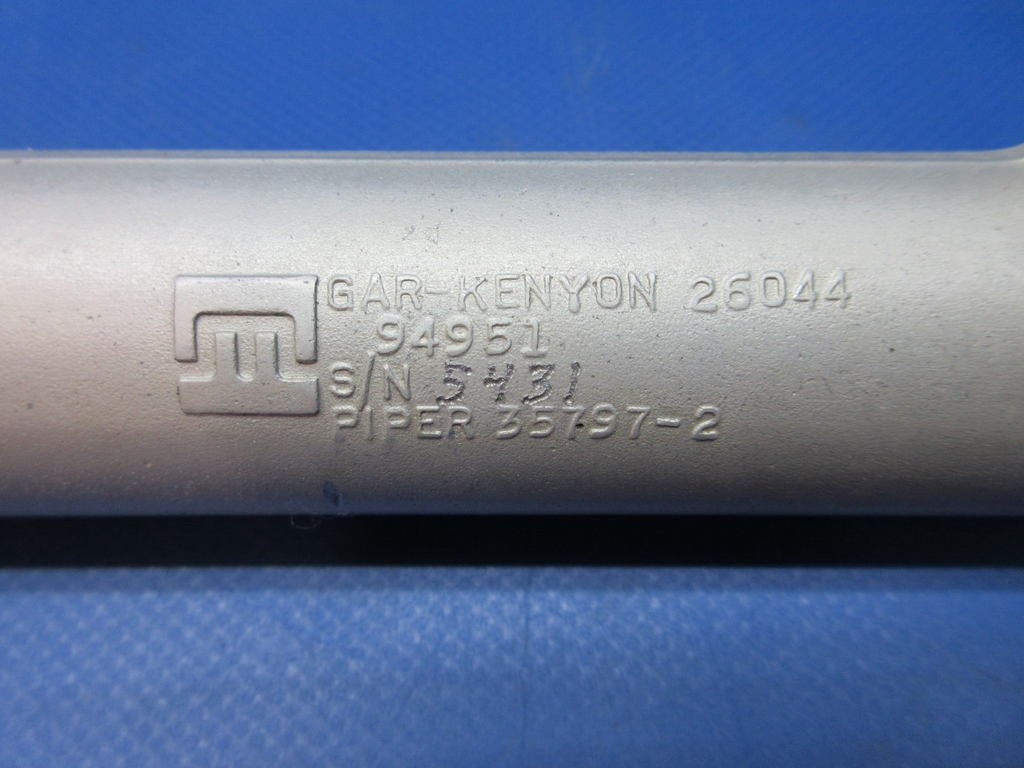 GAR-KENYON 26044
94951
S/N 5431
PIPER 35797-2